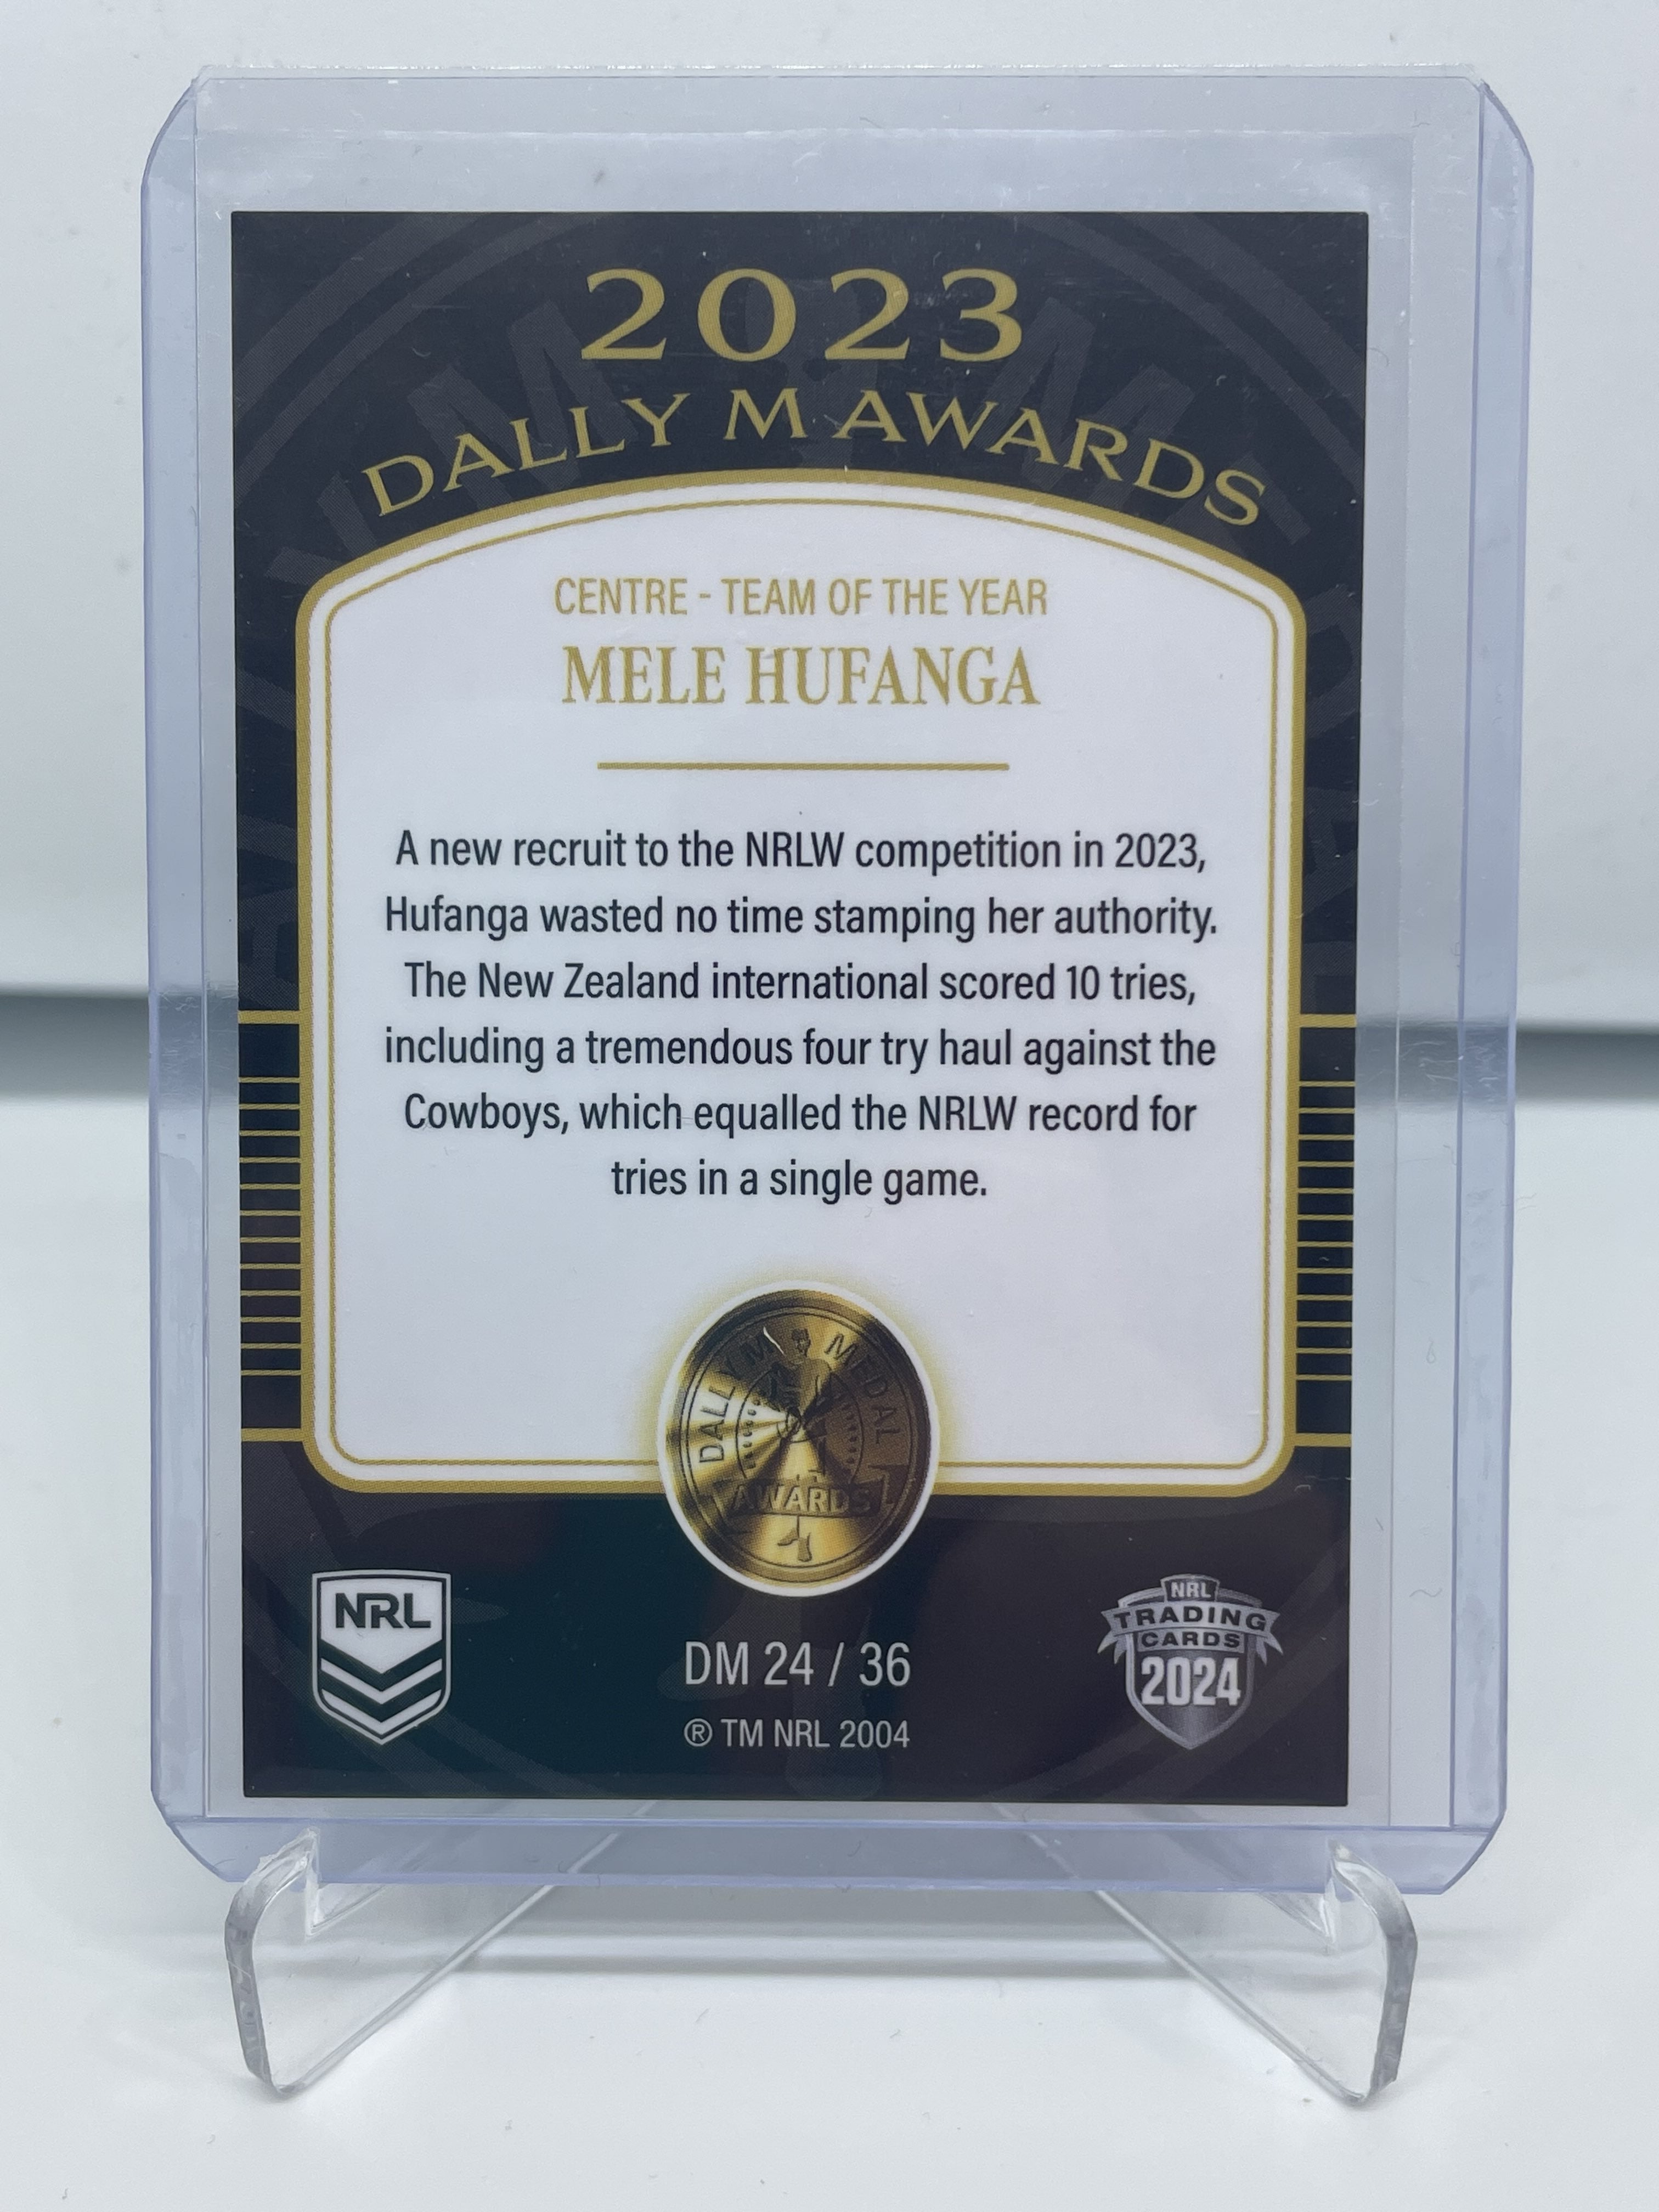 2023
DALLY M AWARDS
CENTRE - TEAM OF THE YEAR
MELE HUFANGA
A new recruit to the NRLW competition in 2023,
Hufanga wasted no time stamping her authority.
The New Zealand international scored 10 tries,
including a tremendous four try haul against the
Cowboys, which equalled the NRLW record for
tries in a single game.
DALLY M MEDAL
AWARDS
NRL
DM 24 / 36
® TM NRL 2004
NRL
TRADING
CARDS
2024